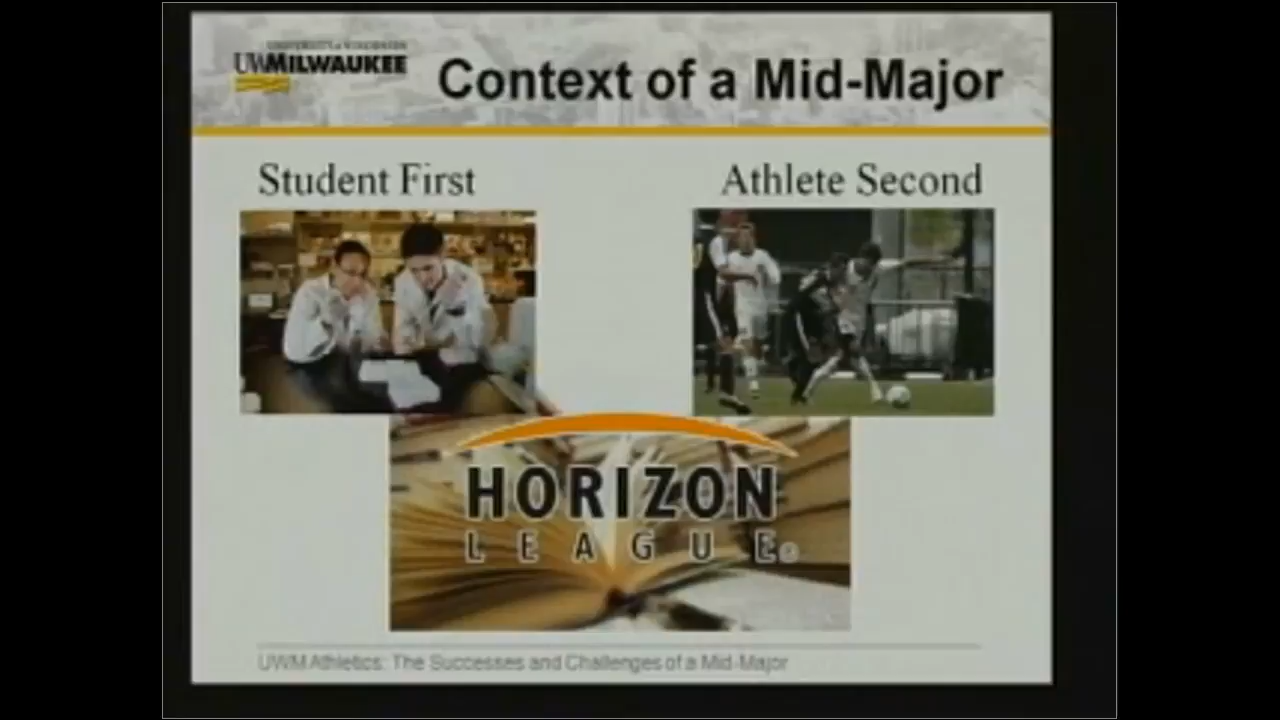 UNIVERSITY of WISCONSIN
UWMILWAUKEE
Context of a Mid-Major
Student First
Athlete Second
HORIZON
LEAGUE®
UWM Athletics: The Successes and Challenges of a Mid-Major